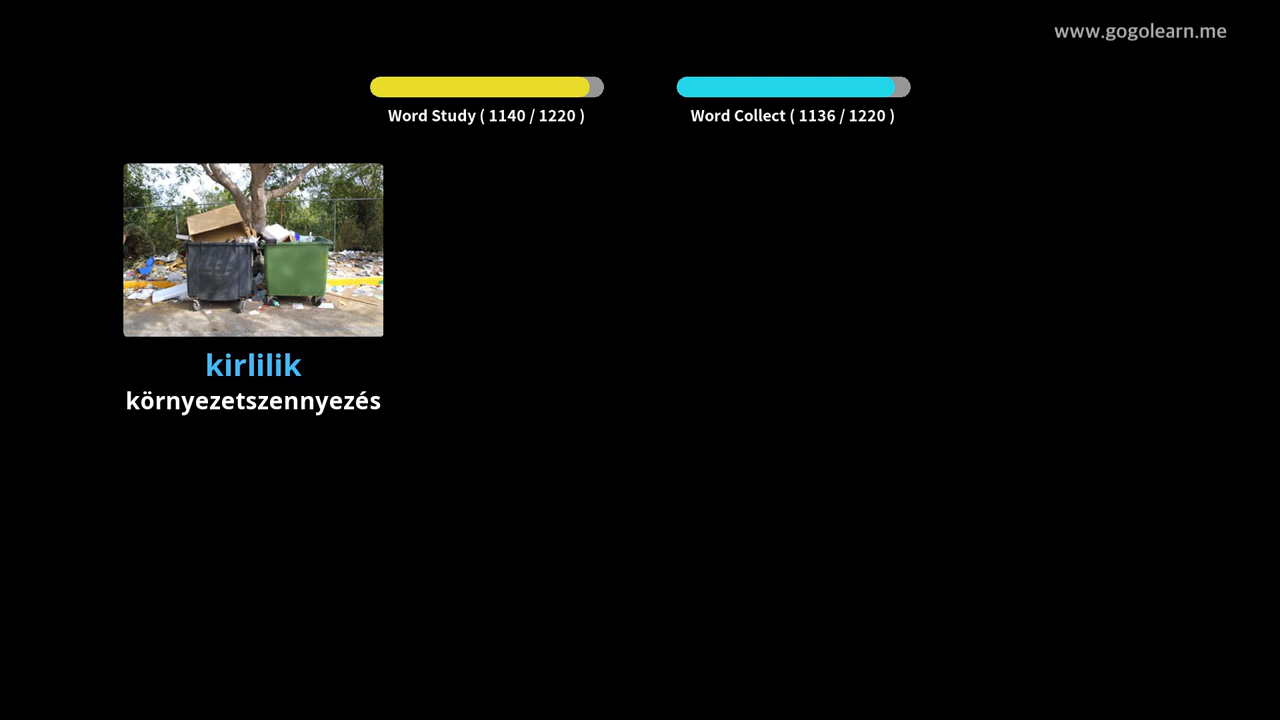 www.gogolearn.me
Word Study ( 1140 / 1220 )
Word Collect ( 1136 / 1220 )
kirlilik
környezetszennyezés